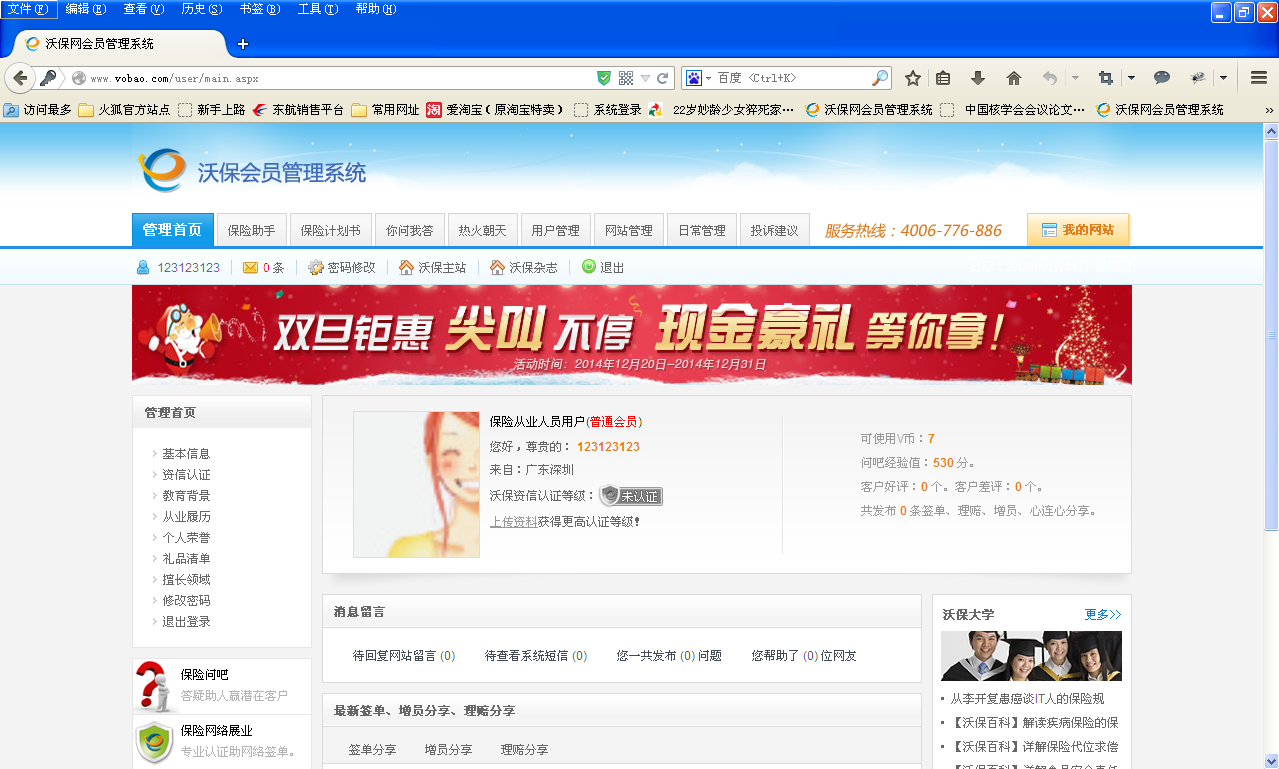 文件(F) 编辑(E) 查看(V) 历史(S) 书签(B) 工具(T) 帮助(H)
沃保网会员管理系统 +
www.vobao.com/user/main.aspx 百度 <Ctrl+K>
访问最多 火狐官方站点 新手上路 东航销售平台 常用网址 淘 爱淘宝（原淘宝特卖） 系统登录 22岁妙龄少女猝死家… 沃保网会员管理系统 中国核学会会议论文… 沃保网会员管理系统 »
沃保会员管理系统
管理首页 保险助手 保险计划书 你问我答 热火朝天 用户管理 网站管理 日常管理 投诉建议 服务热线：4006-776-886 我的网站
123123123 0 条 密码修改 沃保主站 沃保杂志 退出
双旦钜惠 尖叫不停 现金豪礼 等你拿！
活动时间：2014年12月20日-2014年12月31日
管理首页
基本信息
资信认证
教育背景
从业履历
个人荣誉
礼品清单
擅长领域
修改密码
退出登录
保险问吧
答疑助人赢潜在客户
保险网络展业
专业认证助网络签单。
保险从业人员用户(普通会员)
您好，尊贵的： 123123123
来自：广东深圳
沃保资信认证等级： 未认证
上传资料获得更高认证等级!
可使用V币：7
问吧经验值：530 分。
客户好评：0 个。客户差评：0 个。
共发布 0 条签单、理赔、增员、心连心分享。
消息留言
待回复网站留言 (0) 待查看系统短信 (0) 您一共发布 (0) 问题 您帮助了 (0) 位网友
最新签单、增员分享、理赔分享
签单分享 增员分享 理赔分享
沃保大学 更多>>
从李开复患癌谈IT人的保险规
【沃保百科】解读疾病保险的保
【沃保百科】详解保险代位求偿